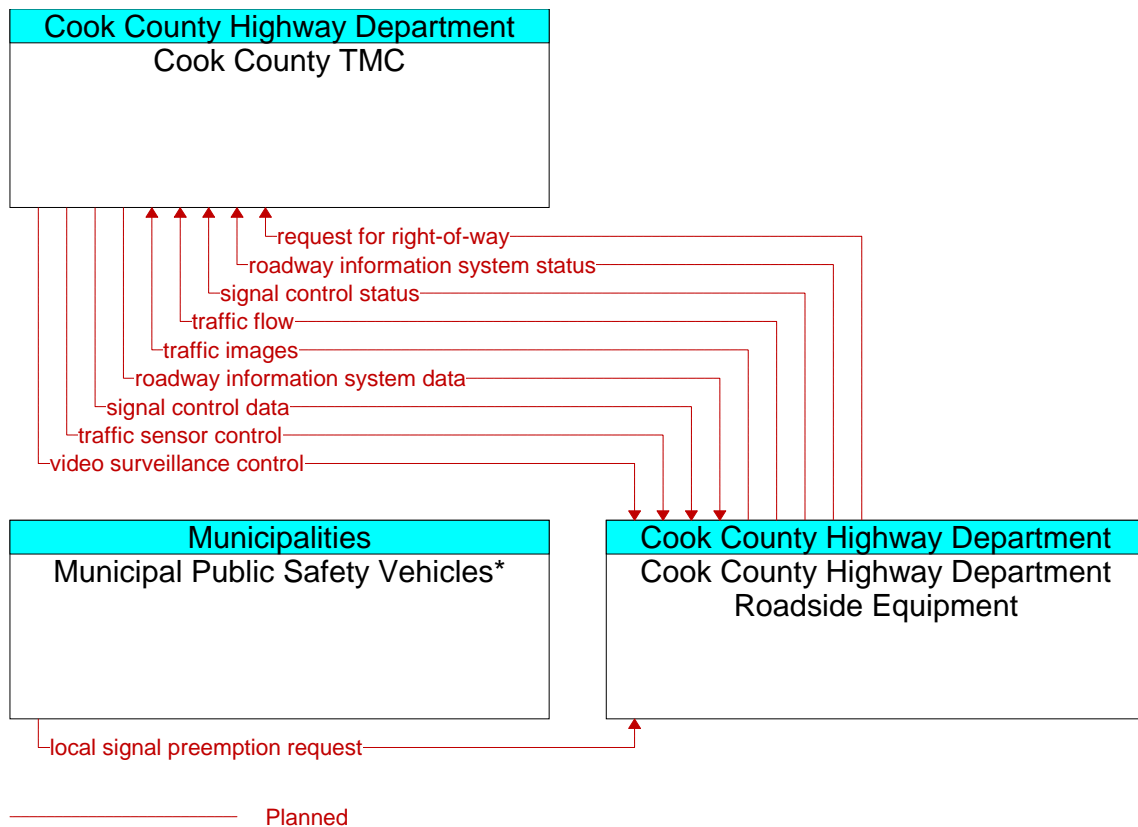 Cook County Highway Department
Cook County TMC
request for right-of-way
roadway information system status
signal control status
traffic flow
traffic images
roadway information system data
signal control data
traffic sensor control
video surveillance control
Municipalities
Municipal Public Safety Vehicles*
Cook County Highway Department
Cook County Highway Department
Roadside Equipment
local signal preemption request
Planned